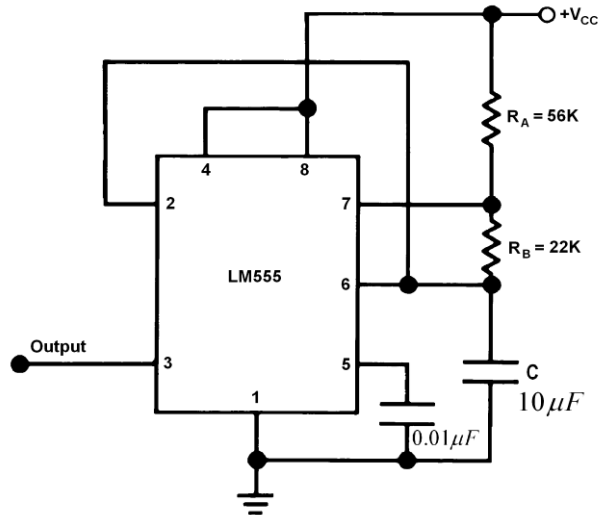 +VCC
RA = 56K
4
8
2
7
RB = 22K
LM555
6
Output
3
5
C
10μF
1
0.01μF